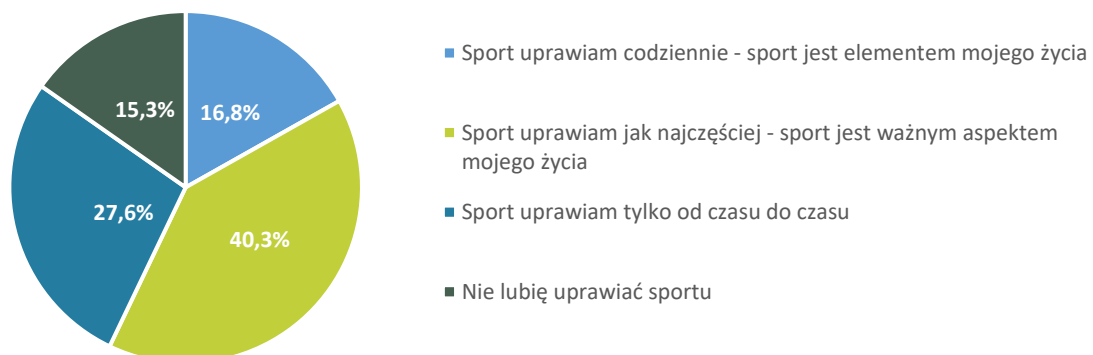 15,3%
16,8%
27,6%
40,3%
Sport uprawiam codziennie - sport jest elementem mojego życia
Sport uprawiam jak najczęściej - sport jest ważnym aspektem
mojego życia
Sport uprawiam tylko od czasu do czasu
Nie lubię uprawiać sportu